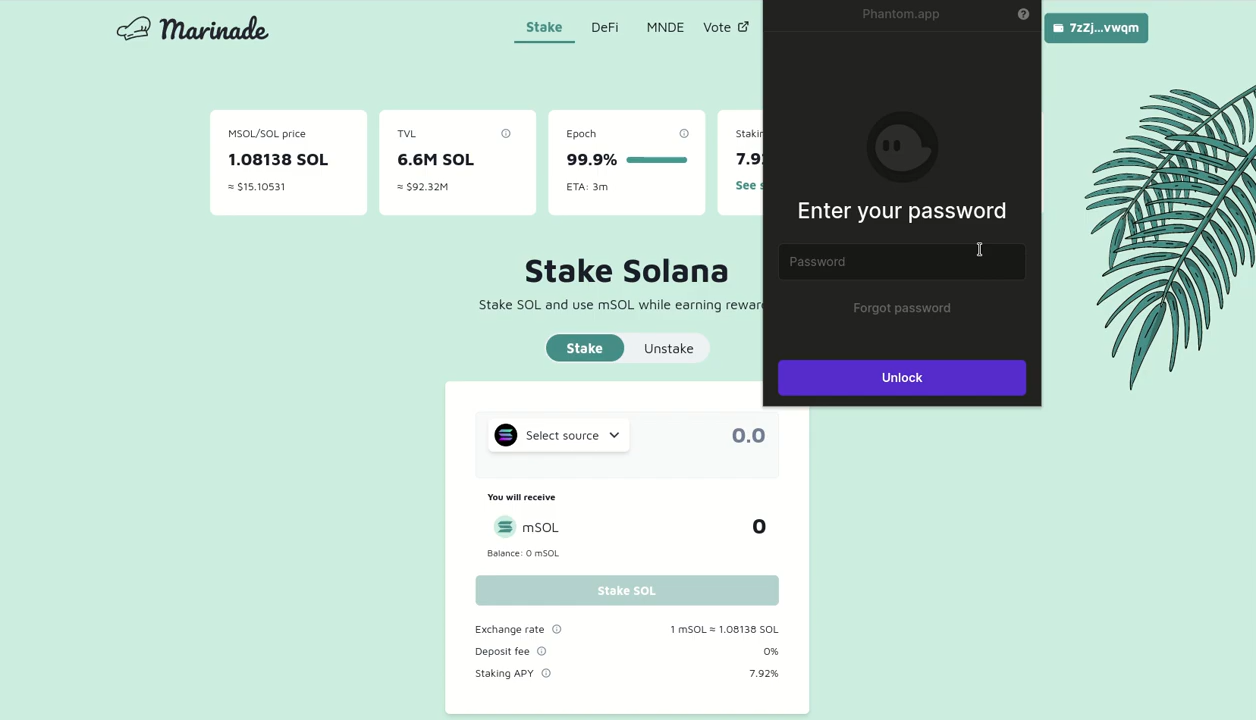 Marinade
Stake
DeFi
MNDE
Vote
Phantom.app
?
7zZj...vwqm
MSOL/SOL price
1.08138 SOL
≈ $15.10531
TVL
6.6M SOL
≈ $92.32M
Epoch
99.9%
ETA: 3m
7.9
See
Enter your password
Password
Forgot password
Unlock
Stake Solana
Stake SOL and use mSOL while earning
Stake
Unstake
Select source
0.0
You will receive
mSOL
0
Balance: 0 mSOL
Stake SOL
Exchange rate
1 mSOL ≈ 1.08138 SOL
Deposit fee
0%
Staking APY
7.92%